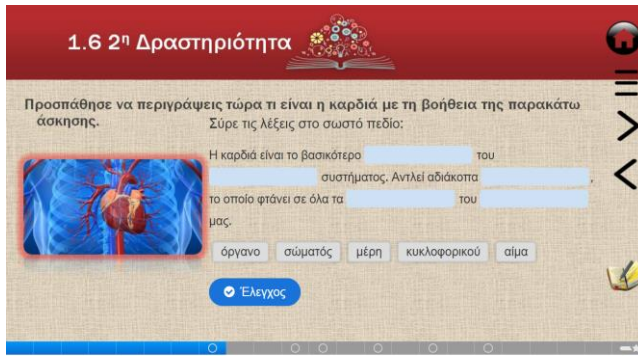 1.6 2η Δραστηριότητα
Προσπάθησε να περιγράψεις τώρα τι είναι η καρδιά με τη βοήθεια της παρακάτω
άσκησης.
Σύρε τις λέξεις στο σωστό πεδίο:
Η καρδιά είναι το βασικότερο του
συστήματος. Αντλεί αδιάκοπα ,
το οποίο φτάνει σε όλα τα του
μας.
όργανο σώματός μέρη κυκλοφορικού αίμα
Έλεγχος